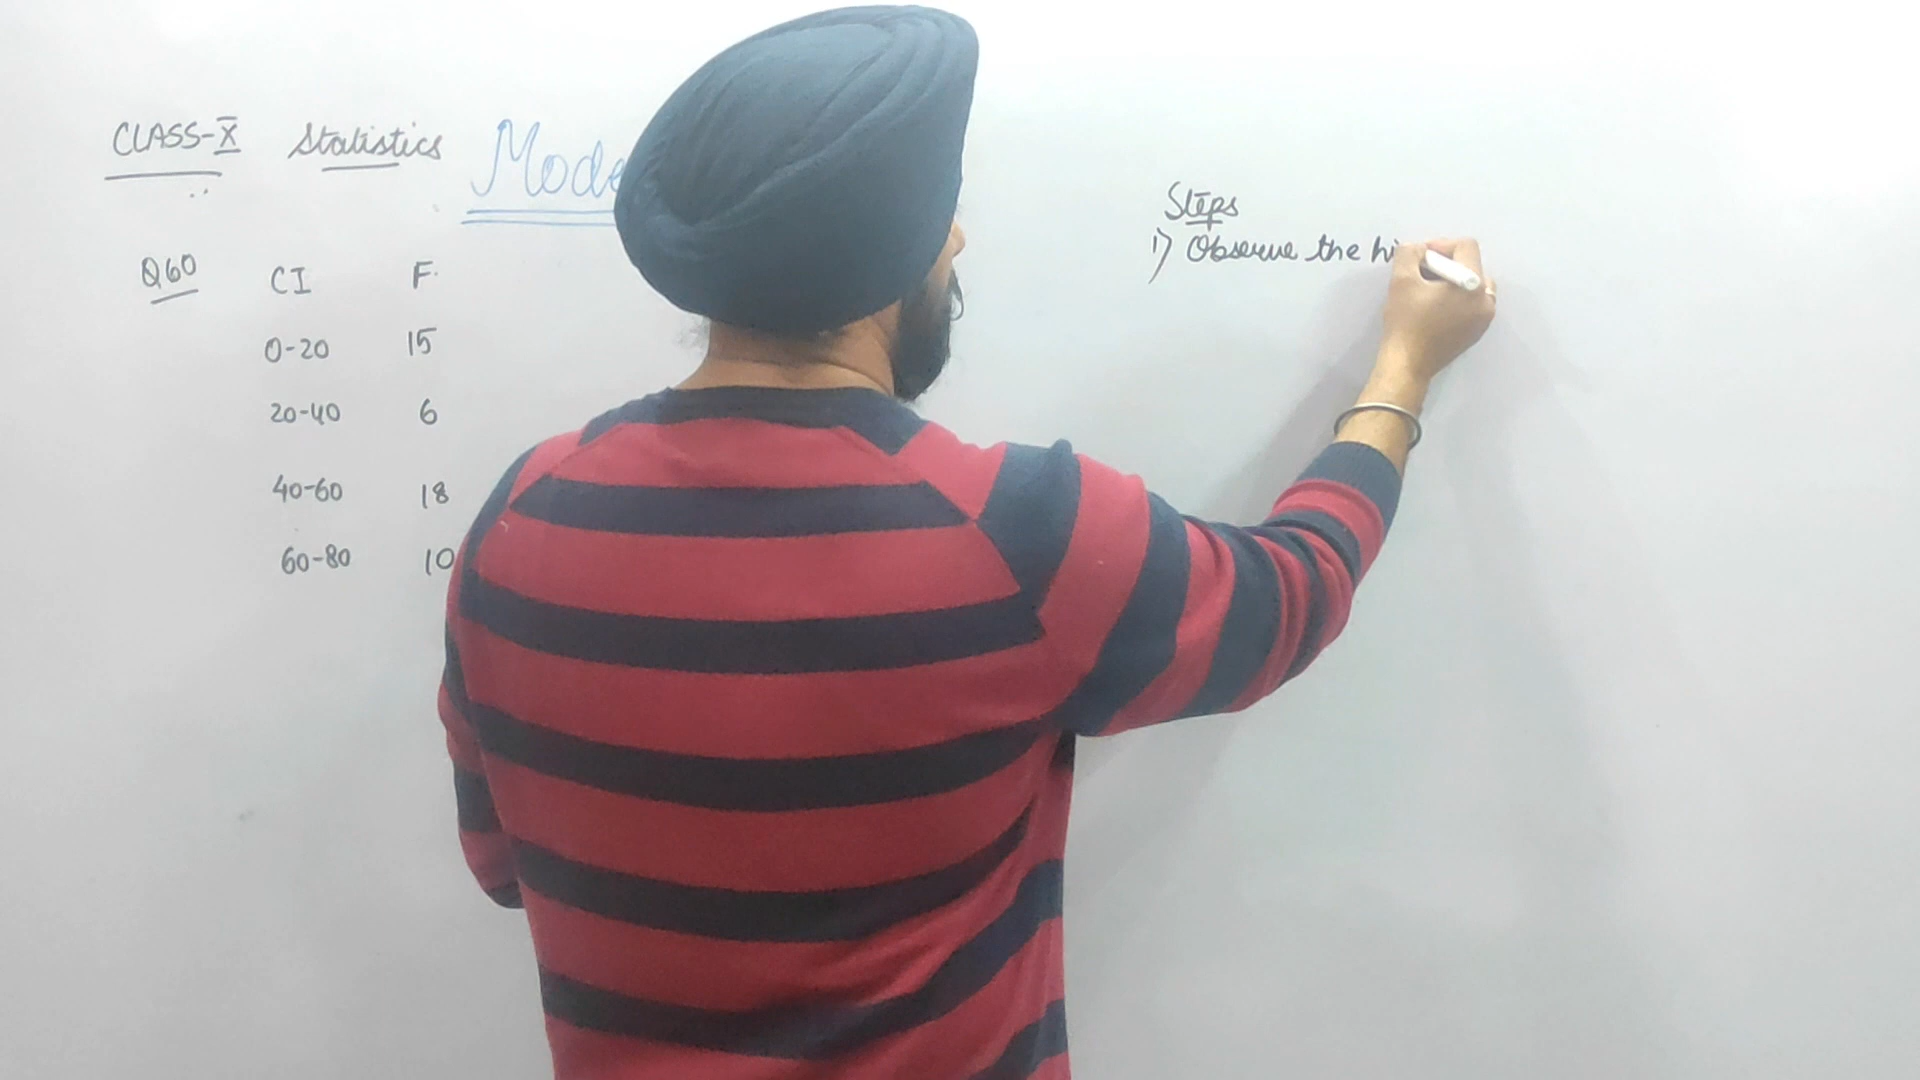 CLASS-X Statistics Mode
Q60 CI F.
0-20 15
20-40 6
40-60 18
60-80 10
Steps
1) Observe the hi